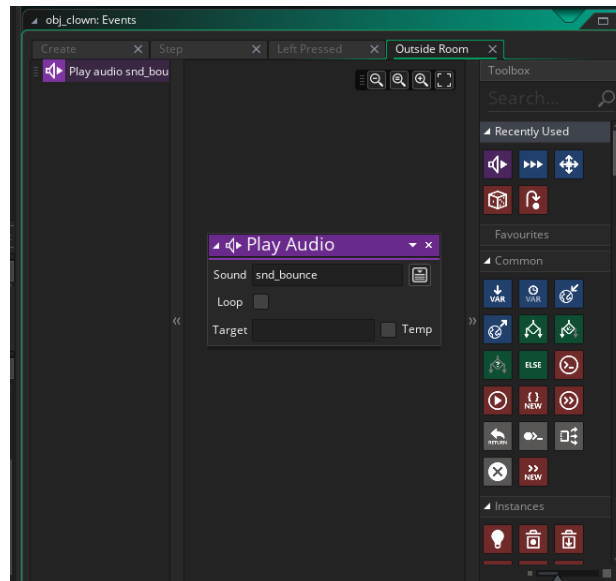 obj_clown: Events
Create
Step
Left Pressed
Outside Room
Play audio snd_bou
Toolbox
Search...
Recently Used
Favourites
Common
VAR
VAR
ELSE
NEW
RETURN
NEW
Instances
Play Audio
Sound snd_bounce
Loop
Target
Temp